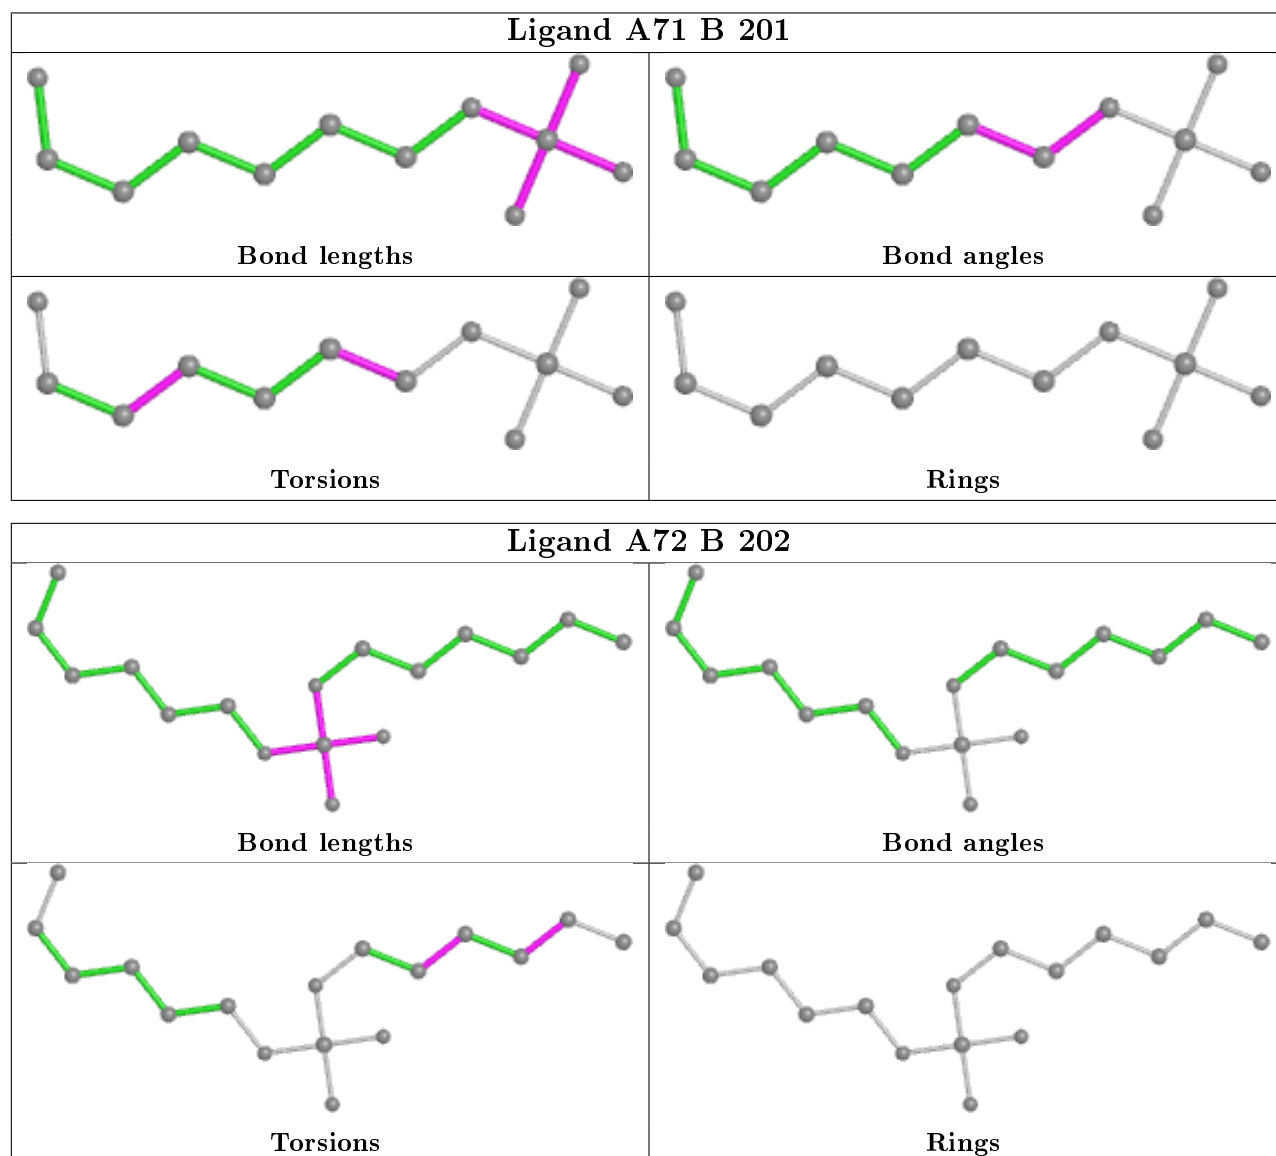 Ligand A71 B 201
Bond lengths
Bond angles
Torsions
Rings
Ligand A72 B 202
Bond lengths
Bond angles
Torsions
Rings